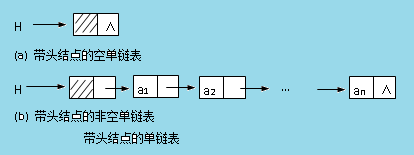 H ∧
(a) 带头结点的空单链表
H a1 a2 … an ∧
(b) 带头结点的非空单链表
带头结点的单链表